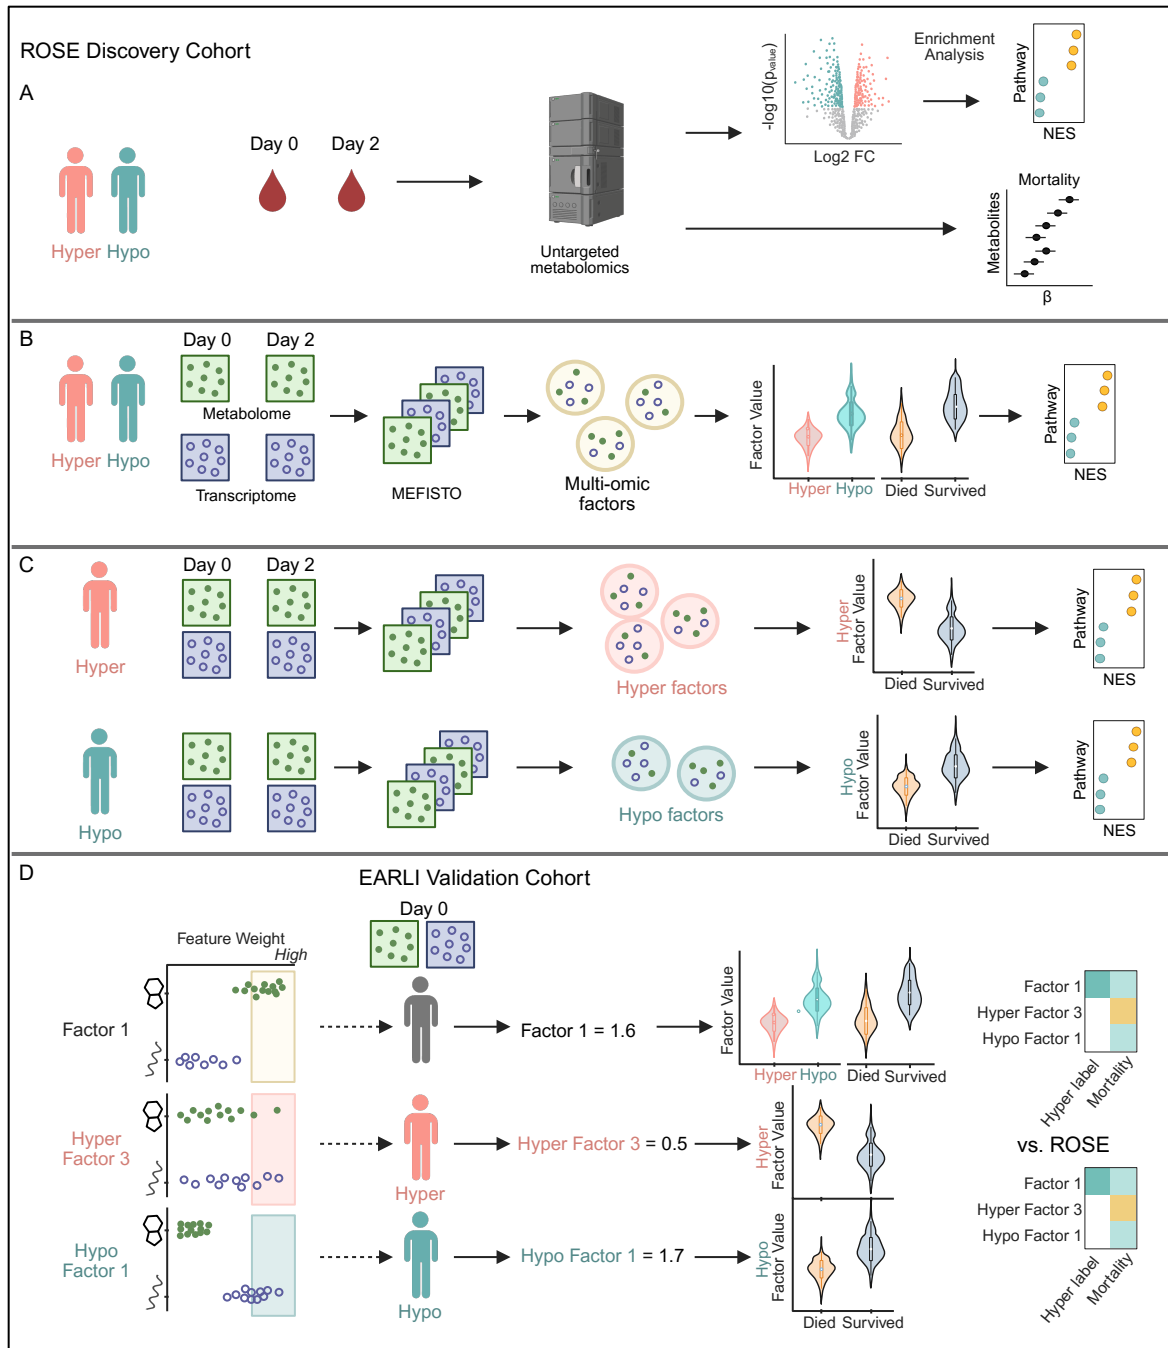 ROSE Discovery Cohort
A
Hyper Hypo
Day 0
Day 2
Untargeted
metabolomics
-log10(pvalue)
Log2 FC
Enrichment
Analysis
Pathway
NES
Mortality
Metabolites
β
B
Hyper Hypo
Day 0
Day 2
Metabolome
Transcriptome
MEFISTO
Multi-omic
factors
Factor Value
Hyper Hypo
Died Survived
Pathway
NES
C
Hyper
Day 0
Day 2
Hyper factors
Hyper
Factor Value
Died Survived
Pathway
NES
Hypo
Hypo factors
Hypo
Factor Value
Died Survived
Pathway
NES
D
EARLI Validation Cohort
Day 0
Feature Weight
High
Factor 1
Factor 1 = 1.6
Factor Value
Hyper Hypo
Died Survived
Hyper
Factor 3
Hyper
Hyper Factor 3 = 0.5
Hyper
Factor Value
Hypo
Factor 1
Hypo
Hypo Factor 1 = 1.7
Hypo
Factor Value
Died Survived
Factor 1
Hyper Factor 3
Hypo Factor 1
Hyper label
Mortality
vs. ROSE
Factor 1
Hyper Factor 3
Hypo Factor 1
Hyper label
Mortality